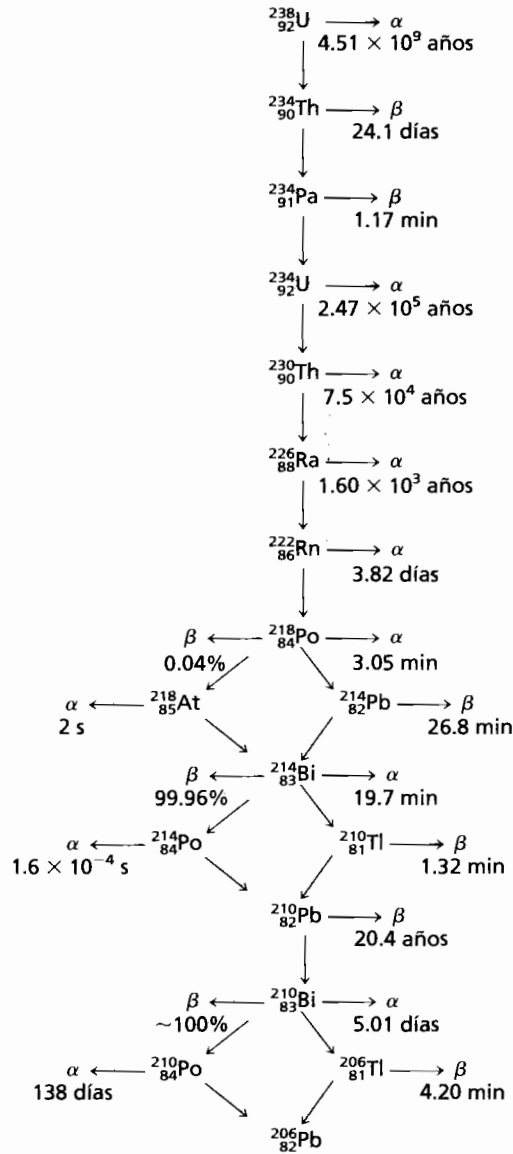 ²³⁸₉₂U → α
4.51 × 10⁹ años
²³⁴₉₀Th → β
24.1 días
²³⁴₉₁Pa → β
1.17 min
²³⁴₉₂U → α
2.47 × 10⁵ años
²³⁰₉₀Th → α
7.5 × 10⁴ años
²²⁶₈₈Ra → α
1.60 × 10³ años
²²²₈₆Rn → α
3.82 días
β ← ²¹⁸₈₄Po → α
0.04% 3.05 min
α ← ²¹⁸₈₅At ²¹⁴₈₂Pb → β
2 s 26.8 min
β ← ²¹⁴₈₃Bi → α
99.96% 19.7 min
α ← ²¹⁴₈₄Po ²¹⁰₈₁Tl → β
1.6 × 10⁻⁴ s 1.32 min
²¹⁰₈₂Pb → β
20.4 años
β ← ²¹⁰₈₃Bi → α
~100% 5.01 días
α ← ²¹⁰₈₄Po ²⁰⁶₈₁Tl → β
138 días 4.20 min
²⁰⁶₈₂Pb